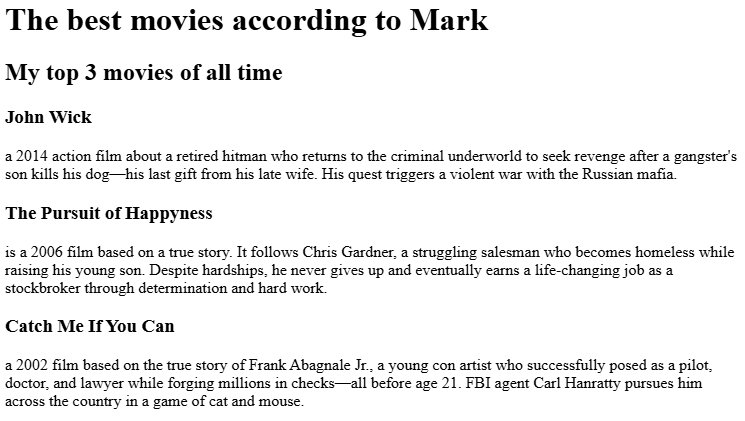 The best movies according to Mark
My top 3 movies of all time
John Wick
a 2014 action film about a retired hitman who returns to the criminal underworld to seek revenge after a gangster's
son kills his dog—his last gift from his late wife. His quest triggers a violent war with the Russian mafia.
The Pursuit of Happyness
is a 2006 film based on a true story. It follows Chris Gardner, a struggling salesman who becomes homeless while
raising his young son. Despite hardships, he never gives up and eventually earns a life-changing job as a
stockbroker through determination and hard work.
Catch Me If You Can
a 2002 film based on the true story of Frank Abagnale Jr., a young con artist who successfully posed as a pilot,
doctor, and lawyer while forging millions in checks—all before age 21. FBI agent Carl Hanratty pursues him
across the country in a game of cat and mouse.